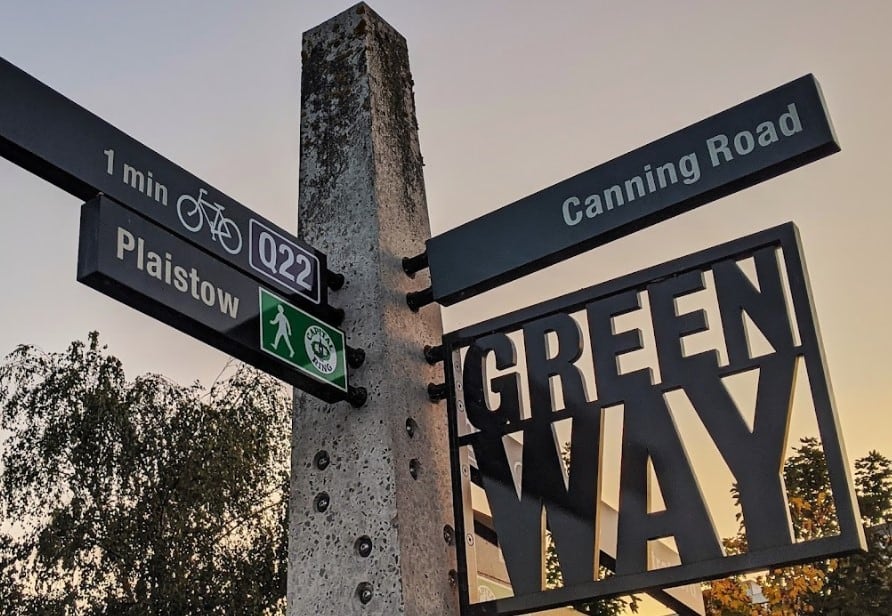 1 min Q22
Plaistow
CAPITAL RING
Canning Road
GREEN
WAY